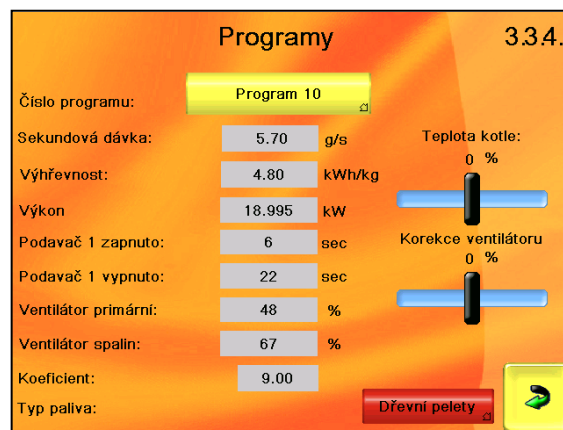 Programy 3.3.4.
Číslo programu: Program 10
Sekundová dávka: 5.70 g/s
Výhřevnost: 4.80 kWh/kg
Výkon 18.995 kW
Podavač 1 zapnuto: 6 sec
Podavač 1 vypnuto: 22 sec
Ventilátor primární: 48 %
Ventilátor spalin: 67 %
Koeficient: 9.00
Typ paliva: Dřevní pelety
Teplota kotle:
0 %
Korekce ventilátoru
0 %